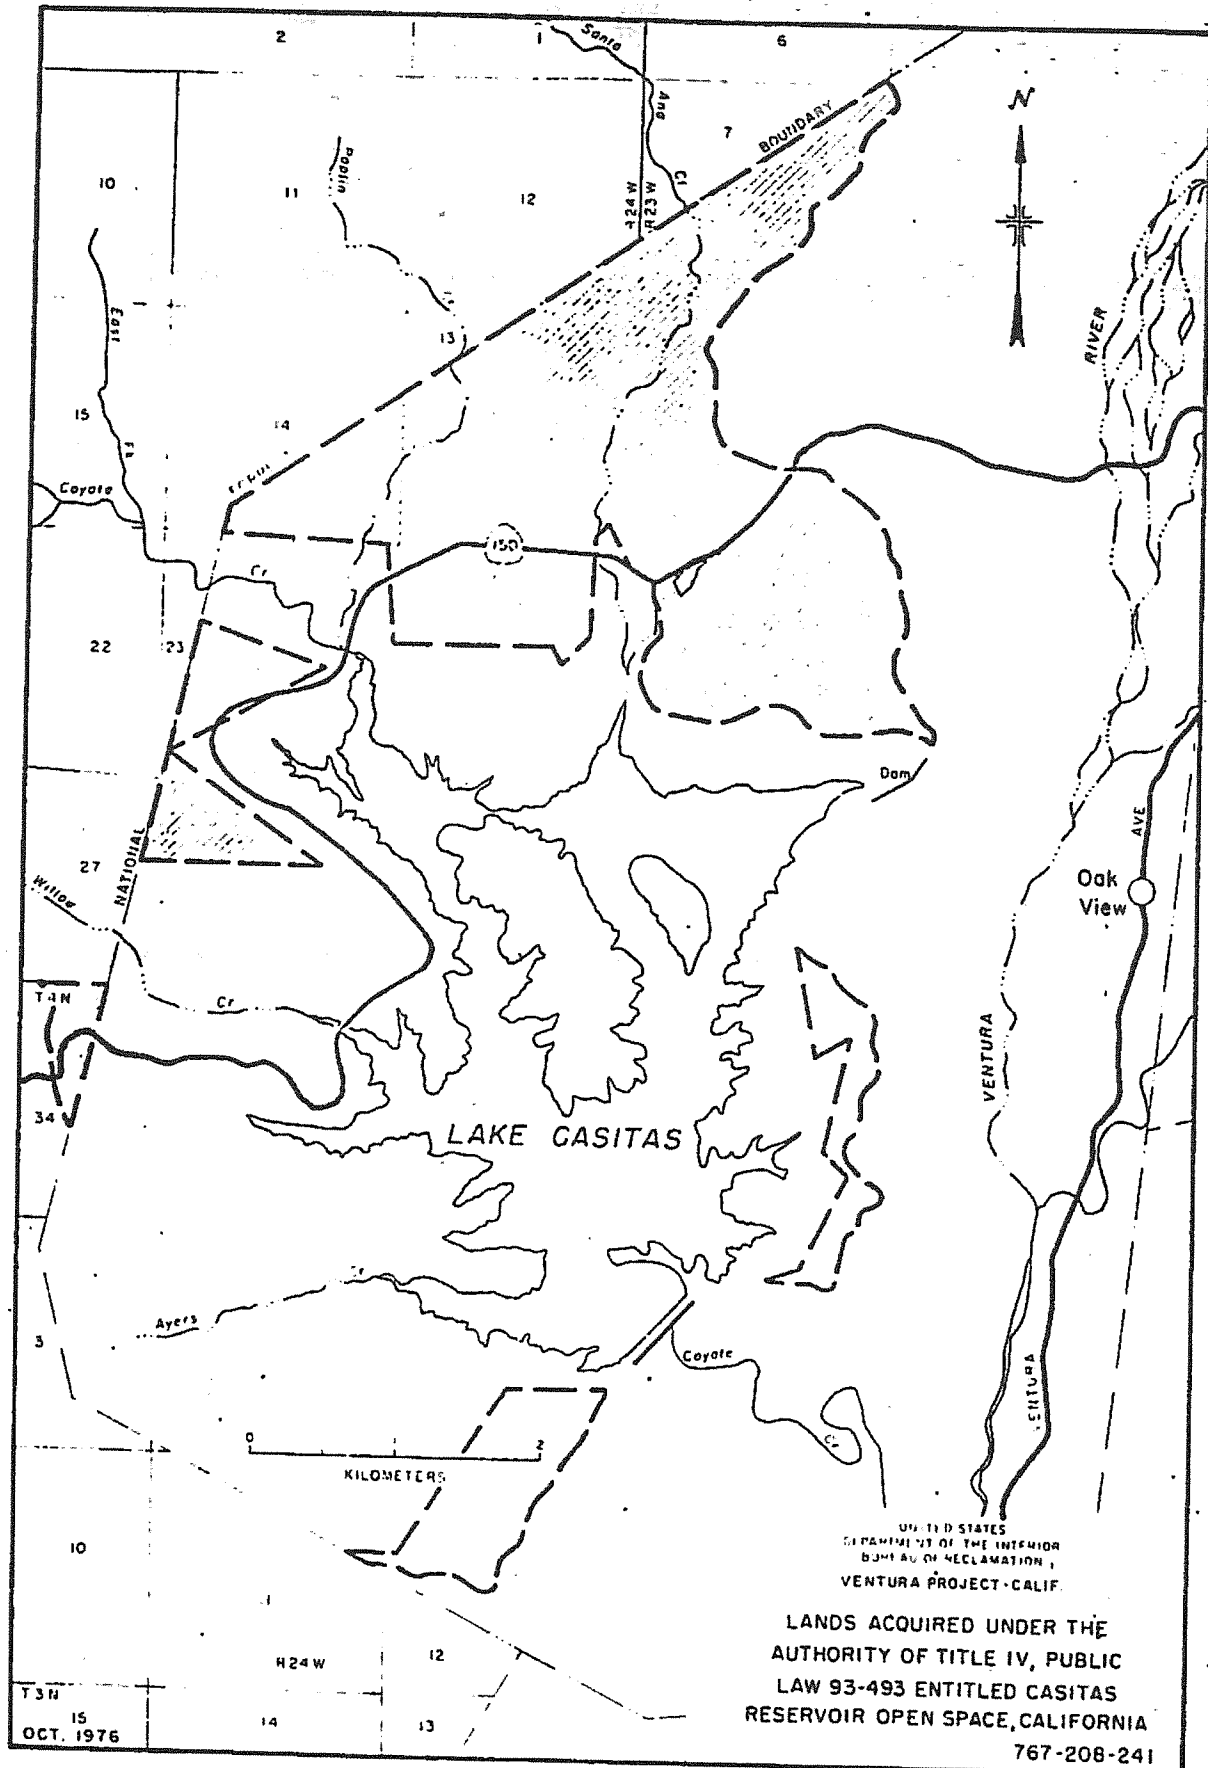 2
1
6
Santa
Ana
Cr
7
BOUNDARY
N
10
11
Poplin
12
R24W
R23W
East
13
RIVER
15
14
Fk
Coyote
150
Cr
22
23
Dam
NATIONAL
AVE
27
Oak
View
Willow
T4N
Cr
VENTURA
34
LAKE CASITAS
Cr
Ayers
3
Coyote
0
2
KILOMETERS
VENTURA
Cr
10
UNITED STATES
DEPARTMENT OF THE INTERIOR
BUREAU OF RECLAMATION
VENTURA PROJECT-CALIF.
LANDS ACQUIRED UNDER THE
AUTHORITY OF TITLE IV, PUBLIC
LAW 93-493 ENTITLED CASITAS
RESERVOIR OPEN SPACE, CALIFORNIA
767-208-241
R24W
12
T3N
15
14
13
OCT. 1976